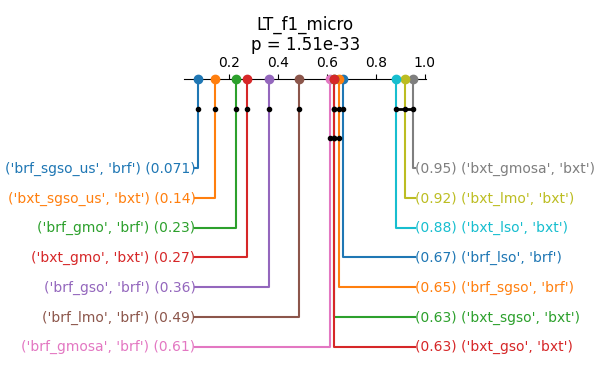 LT_f1_micro
p = 1.51e-33
0.2 0.4 0.6 0.8 1.0
('brf_sgso_us', 'brf') (0.071) (0.95) ('bxt_gmosa', 'bxt')
('bxt_sgso_us', 'bxt') (0.14) (0.92) ('bxt_lmo', 'bxt')
('brf_gmo', 'brf') (0.23) (0.88) ('bxt_lso', 'bxt')
('bxt_gmo', 'bxt') (0.27) (0.67) ('brf_lso', 'brf')
('brf_gso', 'brf') (0.36) (0.65) ('brf_sgso', 'brf')
('brf_lmo', 'brf') (0.49) (0.63) ('bxt_sgso', 'bxt')
('brf_gmosa', 'brf') (0.61) (0.63) ('bxt_gso', 'bxt')